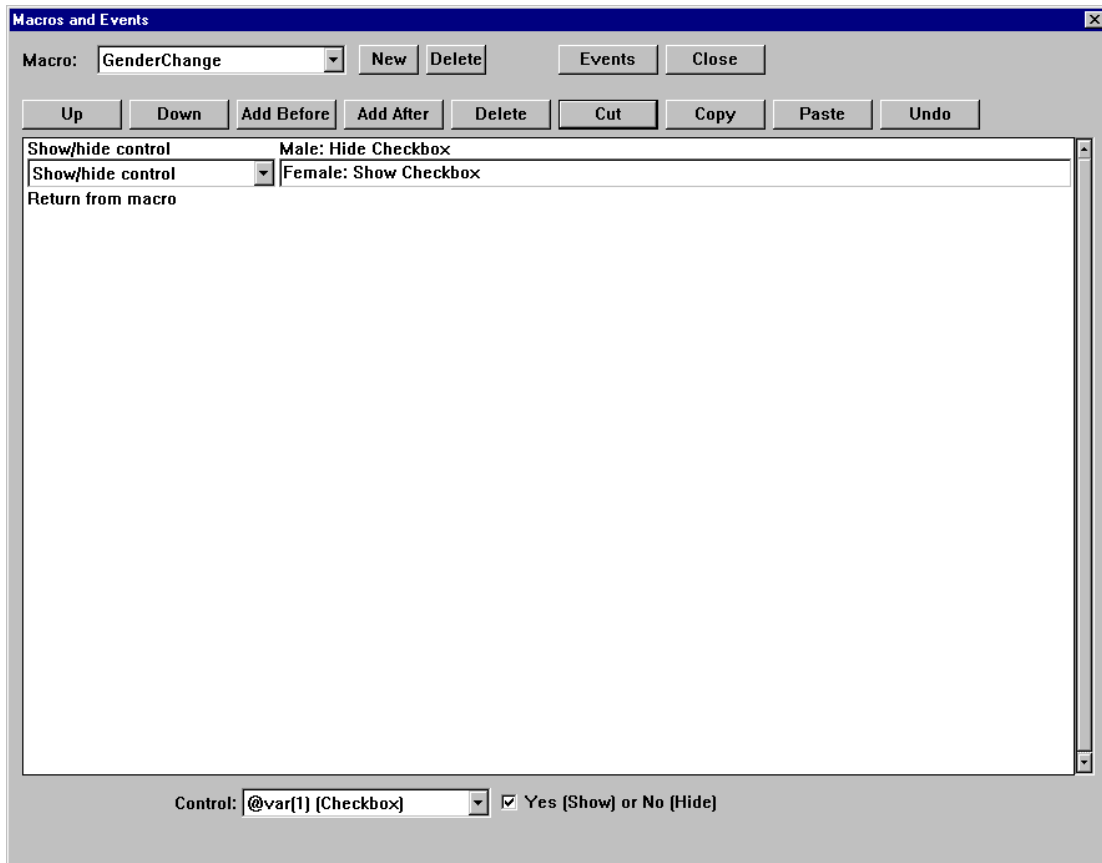 Macros and Events
Macro: GenderChange New Delete Events Close
Up Down Add Before Add After Delete Cut Copy Paste Undo
Show/hide control Male: Hide Checkbox
Show/hide control Female: Show Checkbox
Return from macro
Control: @var(1) (Checkbox) Yes (Show) or No (Hide)